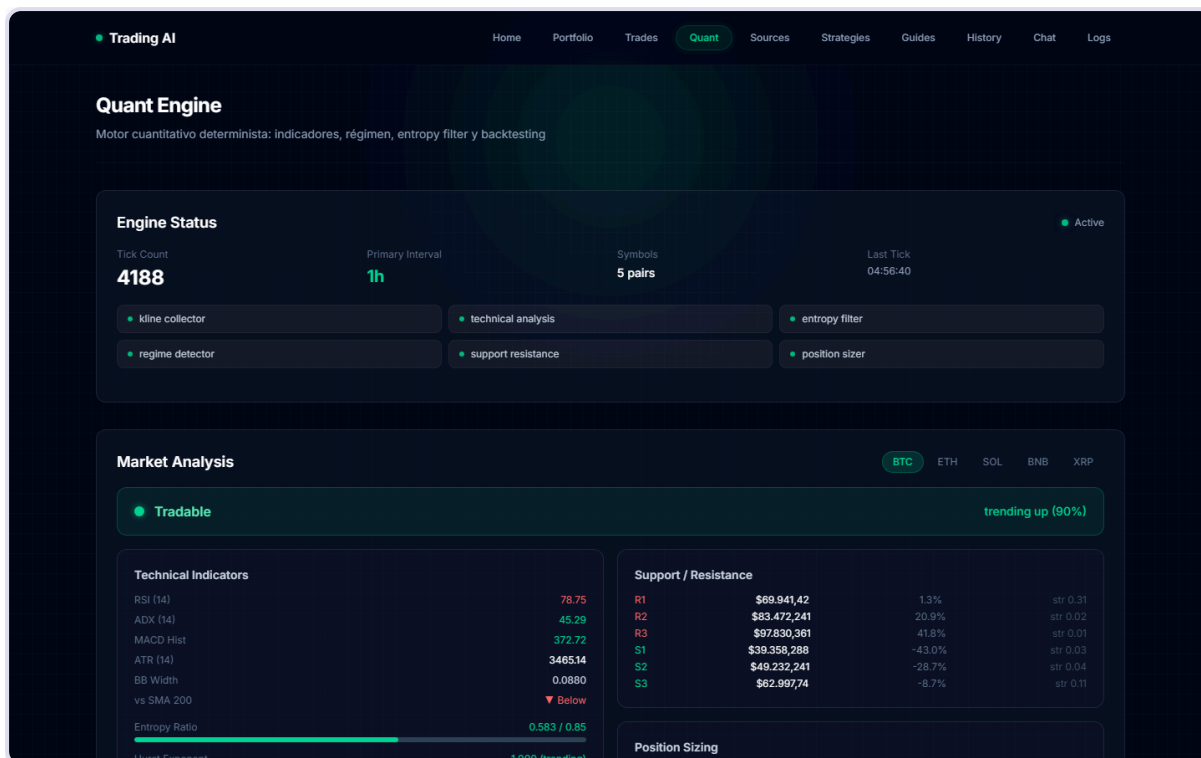 Trading AI
Home Portfolio Trades Quant Sources Strategies Guides History Chat Logs
Quant Engine
Motor cuantitativo determinista: indicadores, régimen, entropy filter y backtesting
Engine Status
Active
Tick Count Primary Interval Symbols Last Tick
4188 1h 5 pairs 04:56:40
kline collector technical analysis entropy filter
regime detector support resistance position sizer
Market Analysis
BTC ETH SOL BNB XRP
Tradable
trending up (90%)
Technical Indicators
RSI (14) 78.75
ADX (14) 45.29
MACD Hist 372.72
ATR (14) 3465.14
BB Width 0.0880
vs SMA 200 ▼ Below
Entropy Ratio 0.583 / 0.85
Hurst Exponent 1.000 (trending)
Support / Resistance
R1 $69.941,42 1.3% str 0.31
R2 $83.472,241 20.9% str 0.02
R3 $97.830,361 41.8% str 0.01
S1 $39.358,288 -43.0% str 0.03
S2 $49.232,241 -28.7% str 0.04
S3 $62.997,74 -8.7% str 0.11
Position Sizing